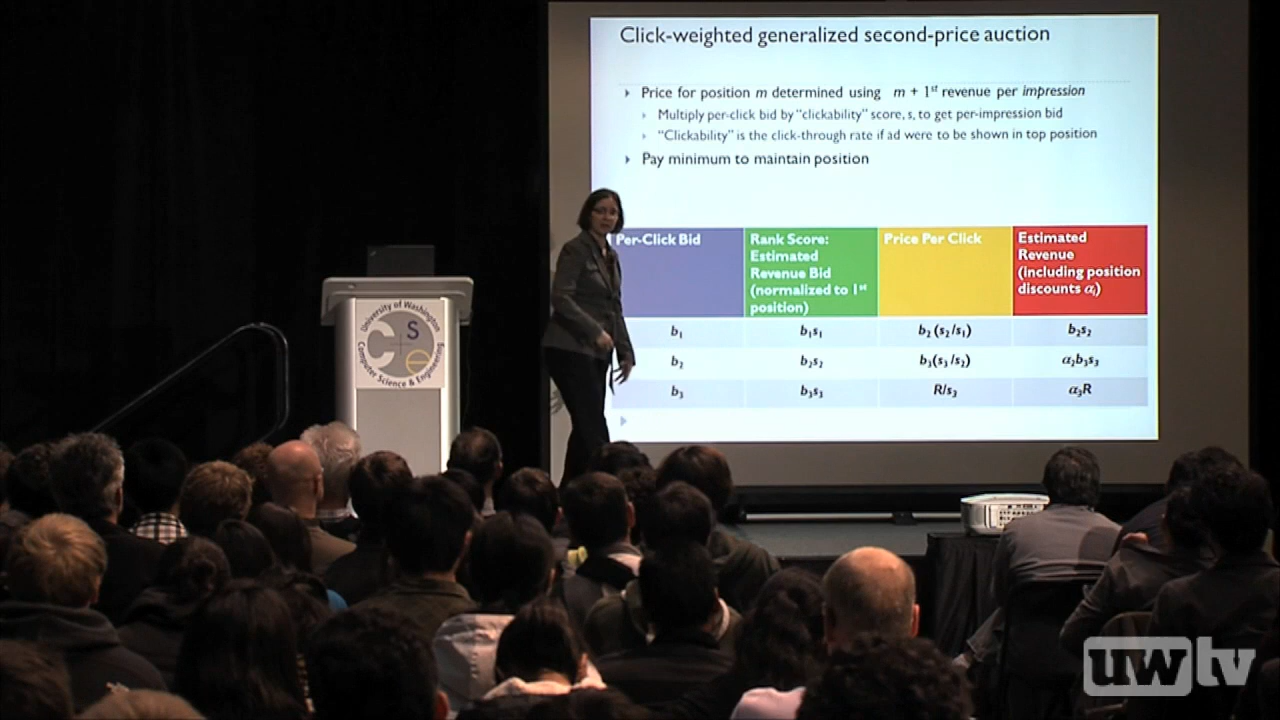 Click-weighted generalized second-price auction
Price for position m determined using m + 1st revenue per impression
Multiply per-click bid by "clickability" score, s, to get per-impression bid
"Clickability" is the click-through rate if ad were to be shown in top position
Pay minimum to maintain position
Per-Click Bid
Rank Score:
Estimated
Revenue Bid
(normalized to 1st
position)
Price Per Click
Estimated
Revenue
(including position
discounts αi)
b1
b1s1
b2 (s2/s1)
b2s2
b2
b2s2
b3(s3/s2)
α2b3s3
b3
b3s3
R/s3
α3R
University of Washington
C S e
Computer Science & Engineering
uwtv